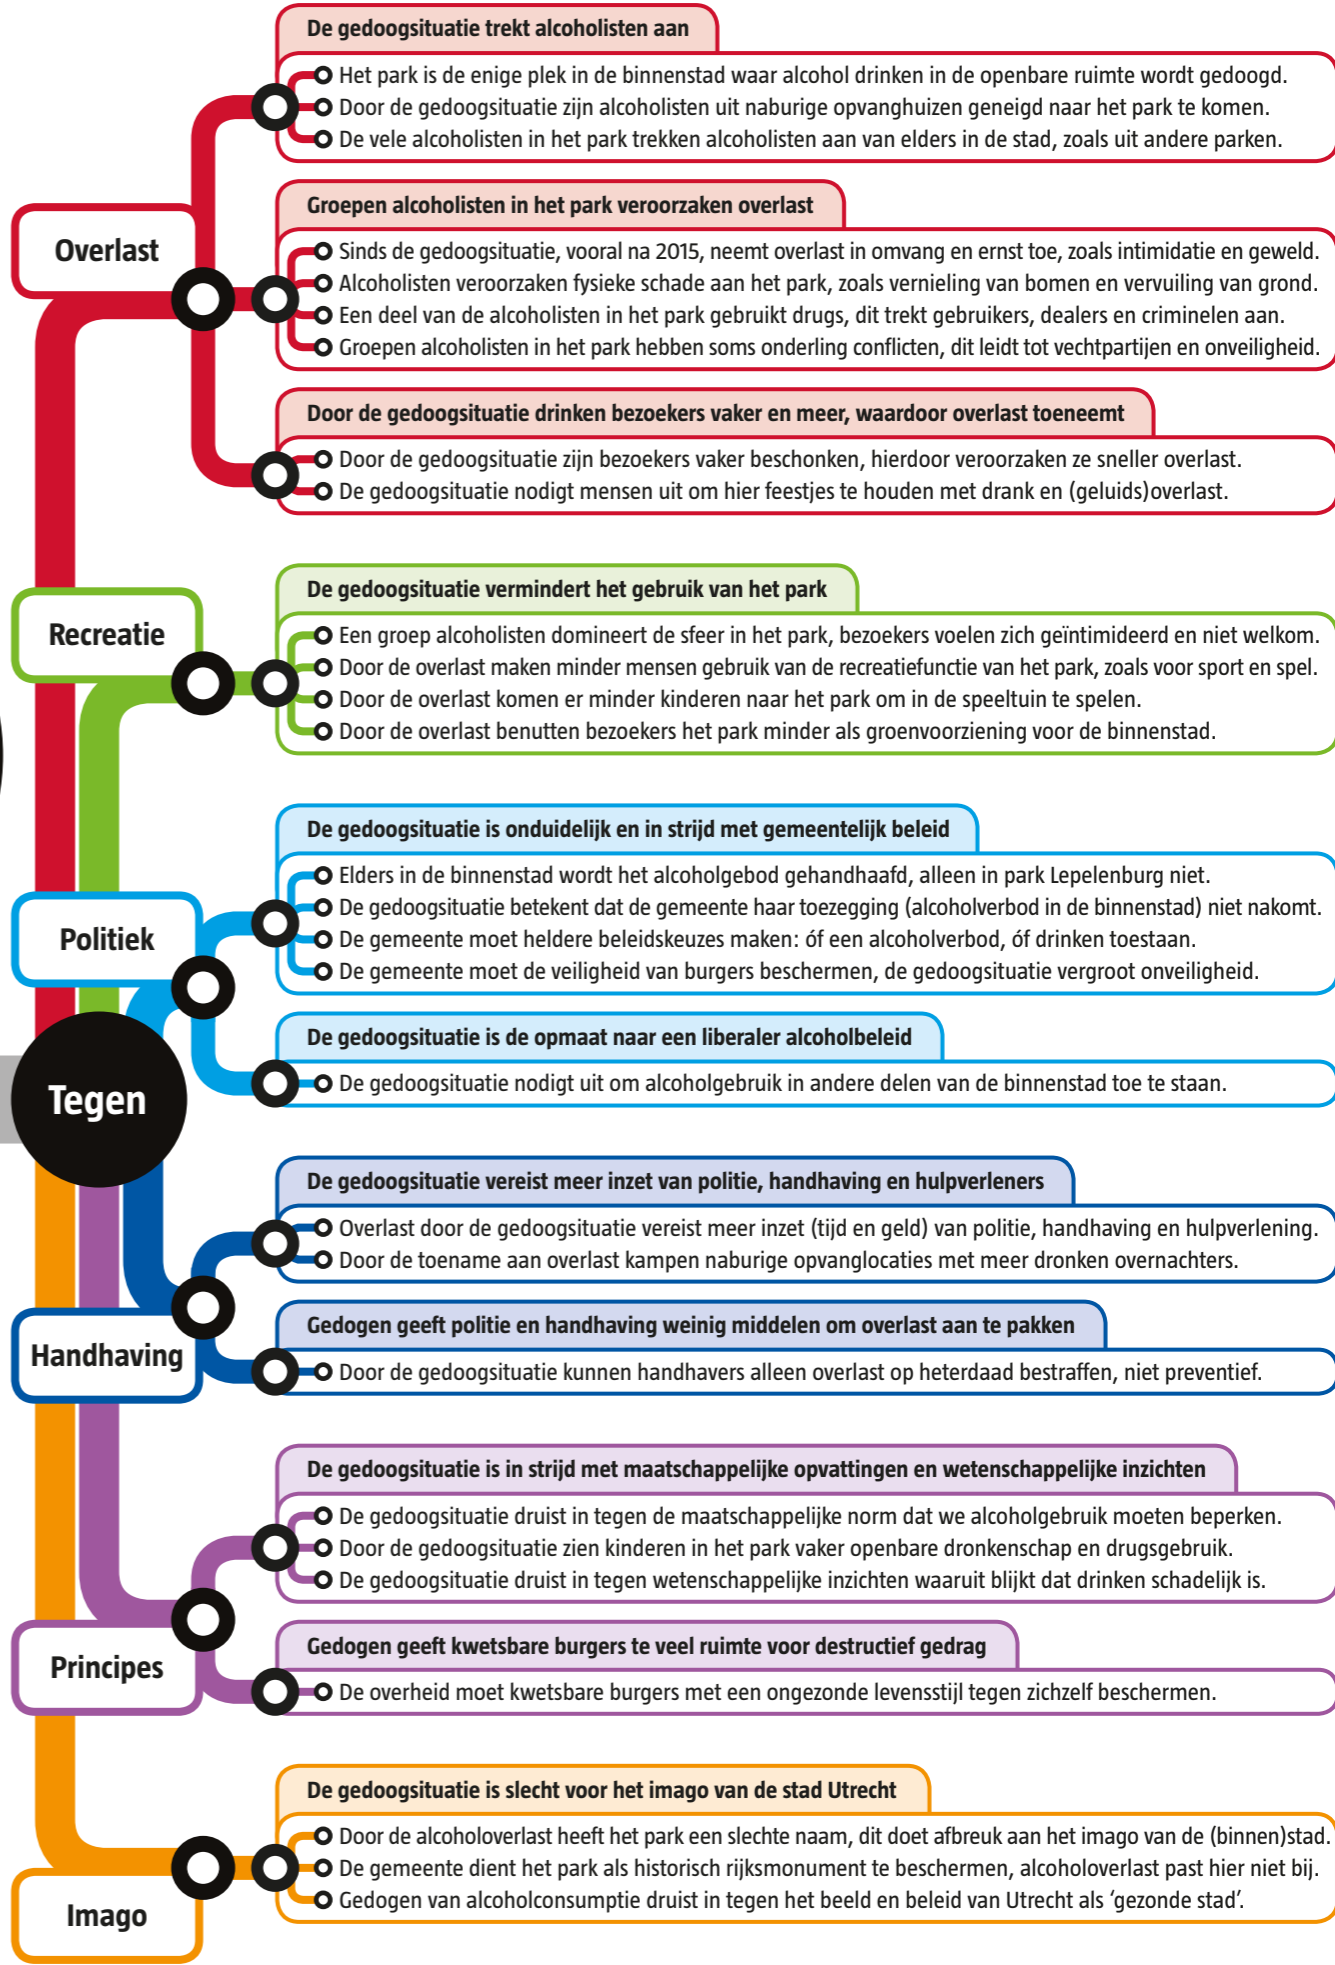 De gedoogsituatie trekt alcoholisten aan
Het park is de enige plek in de binnenstad waar alcohol drinken in de openbare ruimte wordt gedoogd.
Door de gedoogsituatie zijn alcoholisten uit naburige opvanghuizen geneigd naar het park te komen.
De vele alcoholisten in het park trekken alcoholisten aan van elders in de stad, zoals uit andere parken.
Overlast
Groepen alcoholisten in het park veroorzaken overlast
Sinds de gedoogsituatie, vooral na 2015, neemt overlast in omvang en ernst toe, zoals intimidatie en geweld.
Alcoholisten veroorzaken fysieke schade aan het park, zoals vernieling van bomen en vervuiling van grond.
Een deel van de alcoholisten in het park gebruikt drugs, dit trekt gebruikers, dealers en criminelen aan.
Groepen alcoholisten in het park hebben soms onderling conflicten, dit leidt tot vechtpartijen en onveiligheid.
Door de gedoogsituatie drinken bezoekers vaker en meer, waardoor overlast toeneemt
Door de gedoogsituatie zijn bezoekers vaker beschonken, hierdoor veroorzaken ze sneller overlast.
De gedoogsituatie nodigt mensen uit om hier feestjes te houden met drank en (geluids)overlast.
Recreatie
De gedoogsituatie vermindert het gebruik van het park
Een groep alcoholisten domineert de sfeer in het park, bezoekers voelen zich geïntimideerd en niet welkom.
Door de overlast maken minder mensen gebruik van de recreatiefunctie van het park, zoals voor sport en spel.
Door de overlast komen er minder kinderen naar het park om in de speeltuin te spelen.
Door de overlast benutten bezoekers het park minder als groenvoorziening voor de binnenstad.
Politiek
De gedoogsituatie is onduidelijk en in strijd met gemeentelijk beleid
Elders in de binnenstad wordt het alcoholgebod gehandhaafd, alleen in park Lepelenburg niet.
De gedoogsituatie betekent dat de gemeente haar toezegging (alcoholverbod in de binnenstad) niet nakomt.
De gemeente moet heldere beleidskeuzes maken: óf een alcoholverbod, óf drinken toestaan.
De gemeente moet de veiligheid van burgers beschermen, de gedoogsituatie vergroot onveiligheid.
De gedoogsituatie is de opmaat naar een liberaler alcoholbeleid
De gedoogsituatie nodigt uit om alcoholgebruik in andere delen van de binnenstad toe te staan.
Tegen
Handhaving
De gedoogsituatie vereist meer inzet van politie, handhaving en hulpverleners
Overlast door de gedoogsituatie vereist meer inzet (tijd en geld) van politie, handhaving en hulpverlening.
Door de toename aan overlast kampen naburige opvanglocaties met meer dronken overnachters.
Gedogen geeft politie en handhaving weinig middelen om overlast aan te pakken
Door de gedoogsituatie kunnen handhavers alleen overlast op heterdaad bestraffen, niet preventief.
Principes
De gedoogsituatie is in strijd met maatschappelijke opvattingen en wetenschappelijke inzichten
De gedoogsituatie druist in tegen de maatschappelijke norm dat we alcoholgebruik moeten beperken.
Door de gedoogsituatie zien kinderen in het park vaker openbare dronkenschap en drugsgebruik.
De gedoogsituatie druist in tegen wetenschappelijke inzichten waaruit blijkt dat drinken schadelijk is.
Gedogen geeft kwetsbare burgers te veel ruimte voor destructief gedrag
De overheid moet kwetsbare burgers met een ongezonde levensstijl tegen zichzelf beschermen.
Imago
De gedoogsituatie is slecht voor het imago van de stad Utrecht
Door de alcoholoverlast heeft het park een slechte naam, dit doet afbreuk aan het imago van de (binnen)stad.
De gemeente dient het park als historisch rijksmonument te beschermen, alcoholoverlast past hier niet bij.
Gedogen van alcoholconsumptie druist in tegen het beeld en beleid van Utrecht als ‘gezonde stad’.